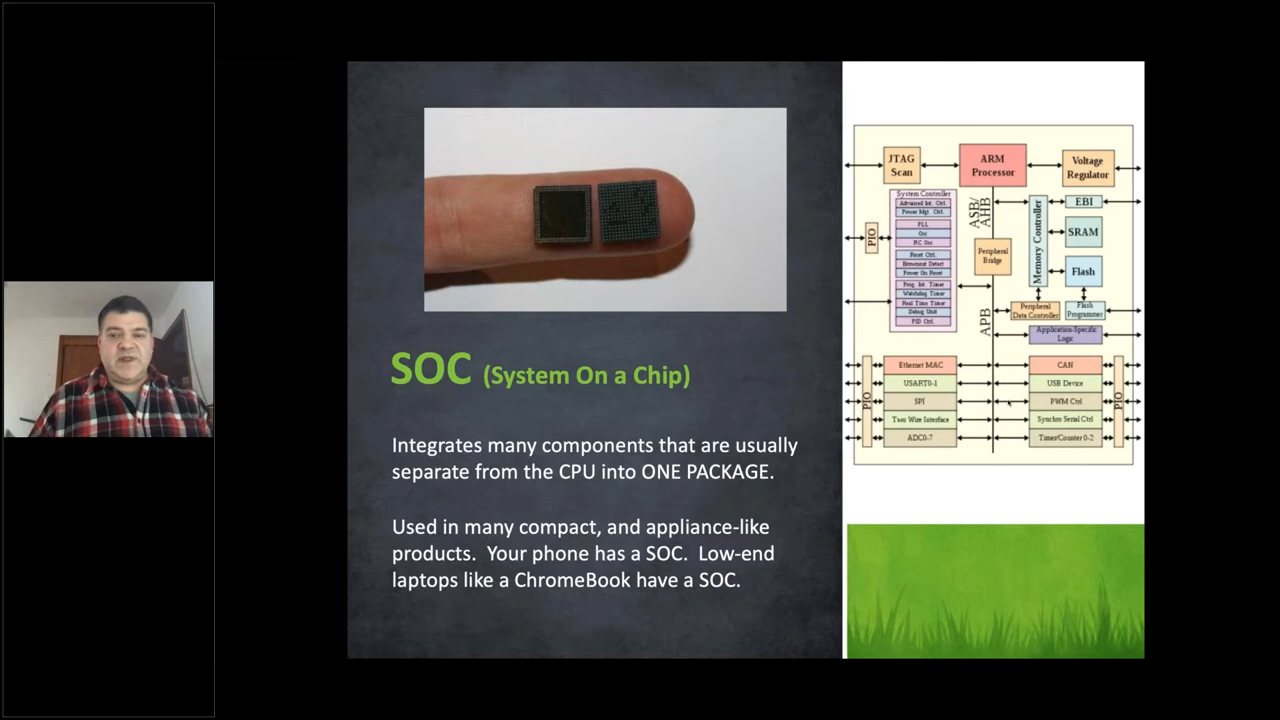 SOC (System On a Chip)
Integrates many components that are usually
separate from the CPU into ONE PACKAGE.
Used in many compact, and appliance-like
products. Your phone has a SOC. Low-end
laptops like a ChromeBook have a SOC.
JTAG
Scan
ARM
Processor
Voltage
Regulator
System Controller
Advanced Int. Ctrl.
Power Mgt. Ctrl.
PLL
Osc
RC Osc
Reset Ctrl.
Brownout Detect
Power On Reset
Prog. Int. Timer
Watchdog Timer
Real Time Timer
Debug Unit
PID Ctrl.
PIO
ASB/
AHB
Peripheral
Bridge
APB
Memory Controller
EBI
SRAM
Flash
Peripheral
Data Controller
Flash
Programmer
Application-Specific
Logic
PIO
Ethernet MAC
USART0-1
SPI
Two Wire Interface
ADC0-7
CAN
USB Device
PWM Ctrl
Synchro Serial Ctrl
TimerCounter 0-2
PIO